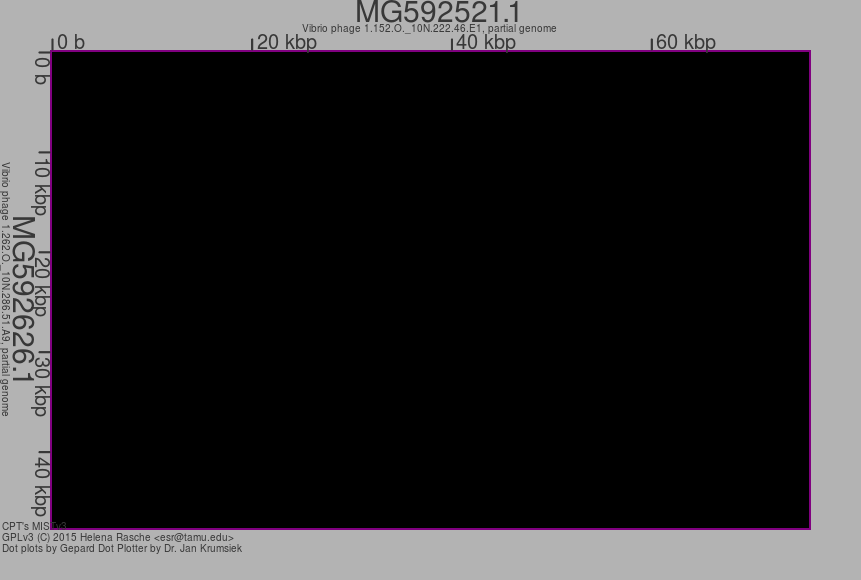 MG592521.1
Vibrio phage 1.152.O._10N.222.46.E1, partial genome
0 b
20 kbp
40 kbp
60 kbp
0 b
10 kbp
20 kbp
30 kbp
40 kbp
MG592626.1
Vibrio phage 1.262.O._10N.286.51.A9, partial genome
CPT's MISTv3
GPLv3 (C) 2015 Helena Rasche <esr@tamu.edu>
Dot plots by Gepard Dot Plotter by Dr. Jan Krumsiek